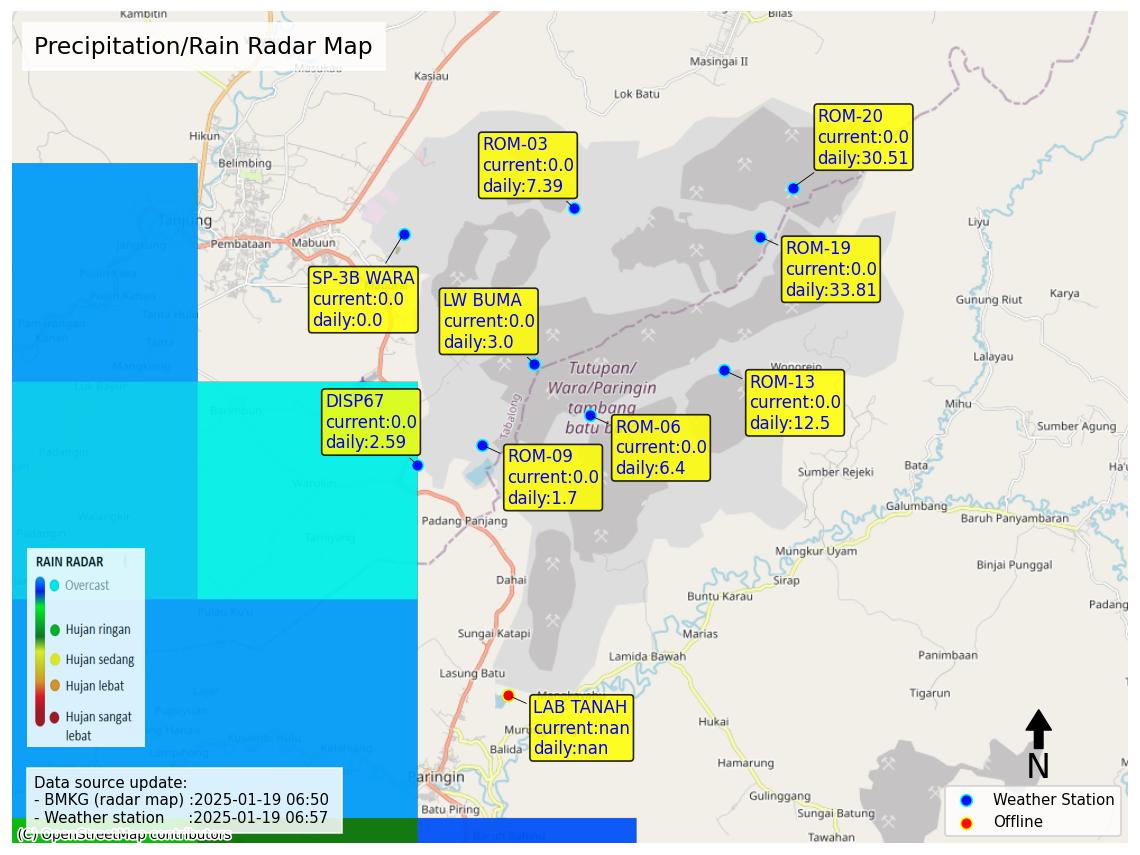 Kambitin
Bilas
Precipitation/Rain Radar Map
Masukau
Kasiau
Masingai II
Lok Batu
Hikun
Belimbing
ROM-03
current:0.0
daily:7.39
ROM-20
current:0.0
daily:30.51
Tanjung
Pembataan
Mabuun
Liyu
ROM-19
current:0.0
daily:33.81
SP-3B WARA
current:0.0
daily:0.0
LW BUMA
current:0.0
daily:3.0
Gunung Riut
Karya
Lalayau
Tutupan/
Wara/Paringin
tambang
batu b
Wonorejo
ROM-13
current:0.0
daily:12.5
Mihu
DISP67
current:0.0
daily:2.59
Tabalong
ROM-06
current:0.0
daily:6.4
Sumber Agung
ROM-09
current:0.0
daily:1.7
Sumber Rejeki
Bata
Ha'u
Galumbang
Baruh Panyambaran
Padang Panjang
Mungkur Uyam
Binjai Punggal
RAIN RADAR
Overcast
Hujan ringan
Hujan sedang
Hujan lebat
Hujan sangat
lebat
Dahai
Sirap
Buntu Karau
Padang
Sungai Katapi
Marias
Lamida Bawah
Panimbaan
Lasung Batu
Tigarun
LAB TANAH
current:nan
daily:nan
Muru
Balida
Hukai
Hamarung
N
Paringin
Batu Piring
Gulinggang
Sungai Batung
Tawahan
Data source update:
- BMKG (radar map) :2025-01-19 06:50
- Weather station :2025-01-19 06:57
(C) OpenStreetMap contributors
Weather Station
Offline